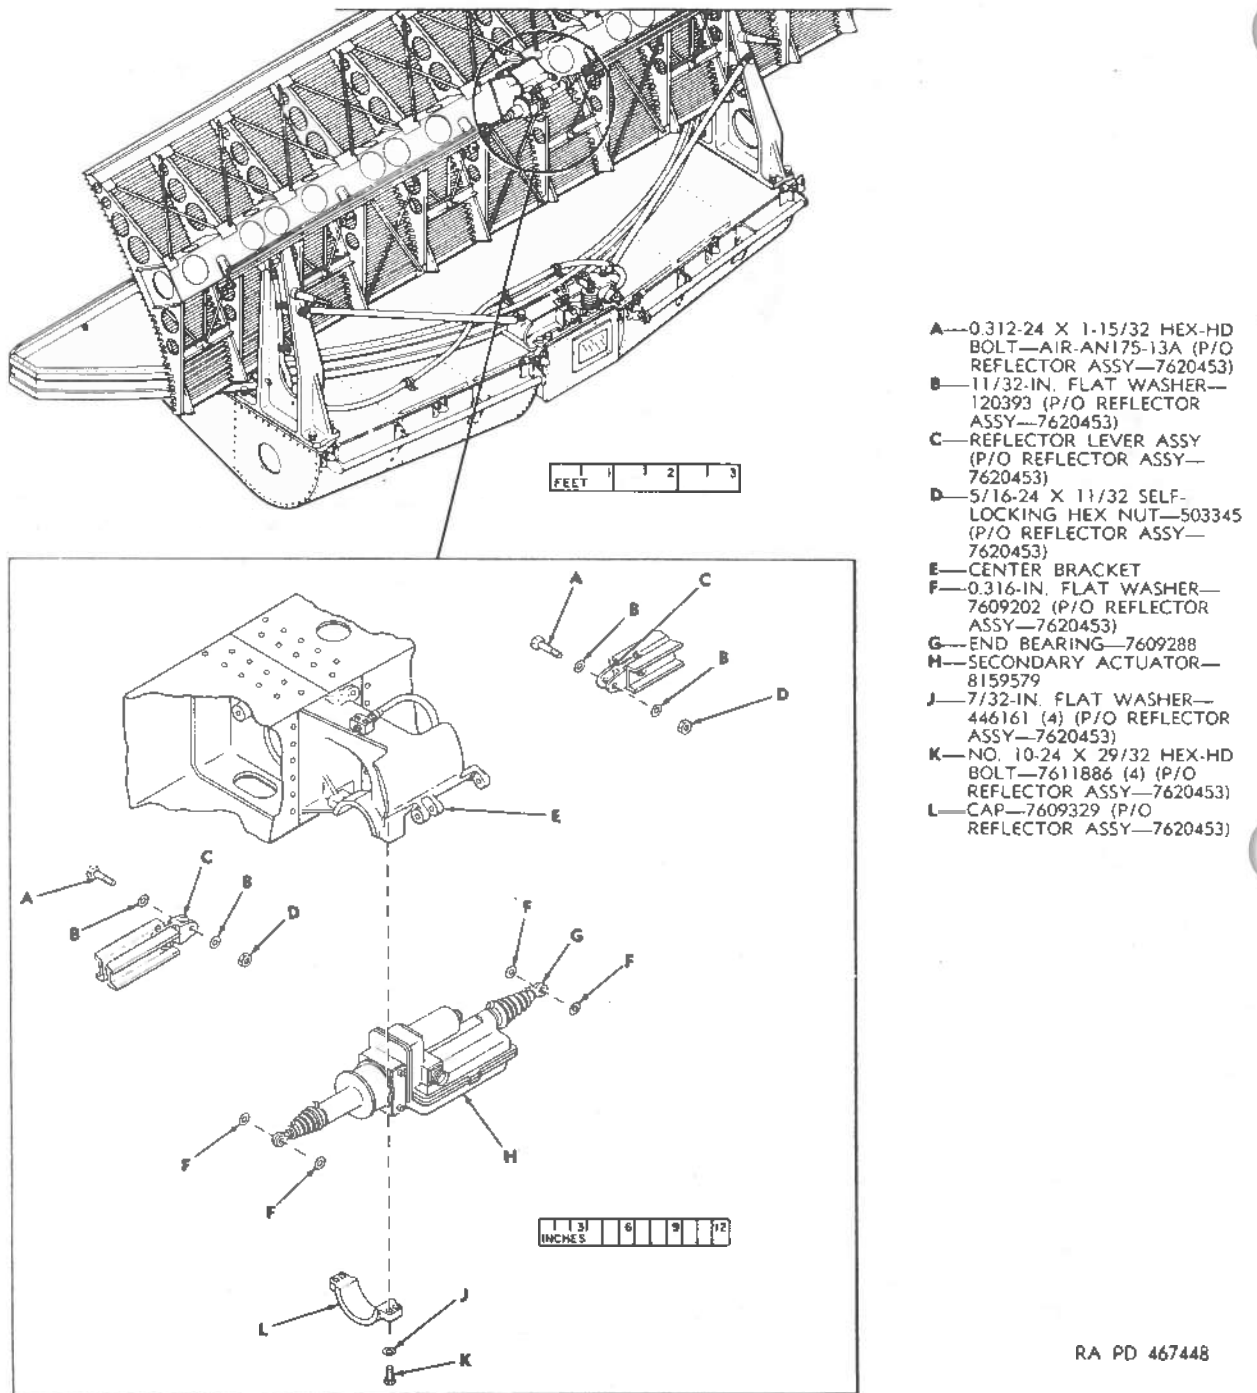 FEET 1 2 3
A—0.312-24 X 1-15/32 HEX-HD
BOLT—AIR-AN175-13A (P/O
REFLECTOR ASSY—7620453)
B—11/32-IN. FLAT WASHER—
120393 (P/O REFLECTOR
ASSY—7620453)
C—REFLECTOR LEVER ASSY
(P/O REFLECTOR ASSY—
7620453)
D—5/16-24 X 11/32 SELF-
LOCKING HEX NUT—503345
(P/O REFLECTOR ASSY—
7620453)
E—CENTER BRACKET
F—0.316-IN. FLAT WASHER—
7609202 (P/O REFLECTOR
ASSY—7620453)
G—END BEARING—7609288
H—SECONDARY ACTUATOR—
8159579
J—7/32-IN. FLAT WASHER—
446161 (4) (P/O REFLECTOR
ASSY—7620453)
K—NO. 10-24 X 29/32 HEX-HD
BOLT—7611886 (4) (P/O
REFLECTOR ASSY—7620453)
L—CAP—7609329 (P/O
REFLECTOR ASSY—7620453)
A
C
B
B
D
E
C
A
B
B
D
F
G
F
F
F
H
INCHES 3 6 9 12
J
L
K
RA PD 467448